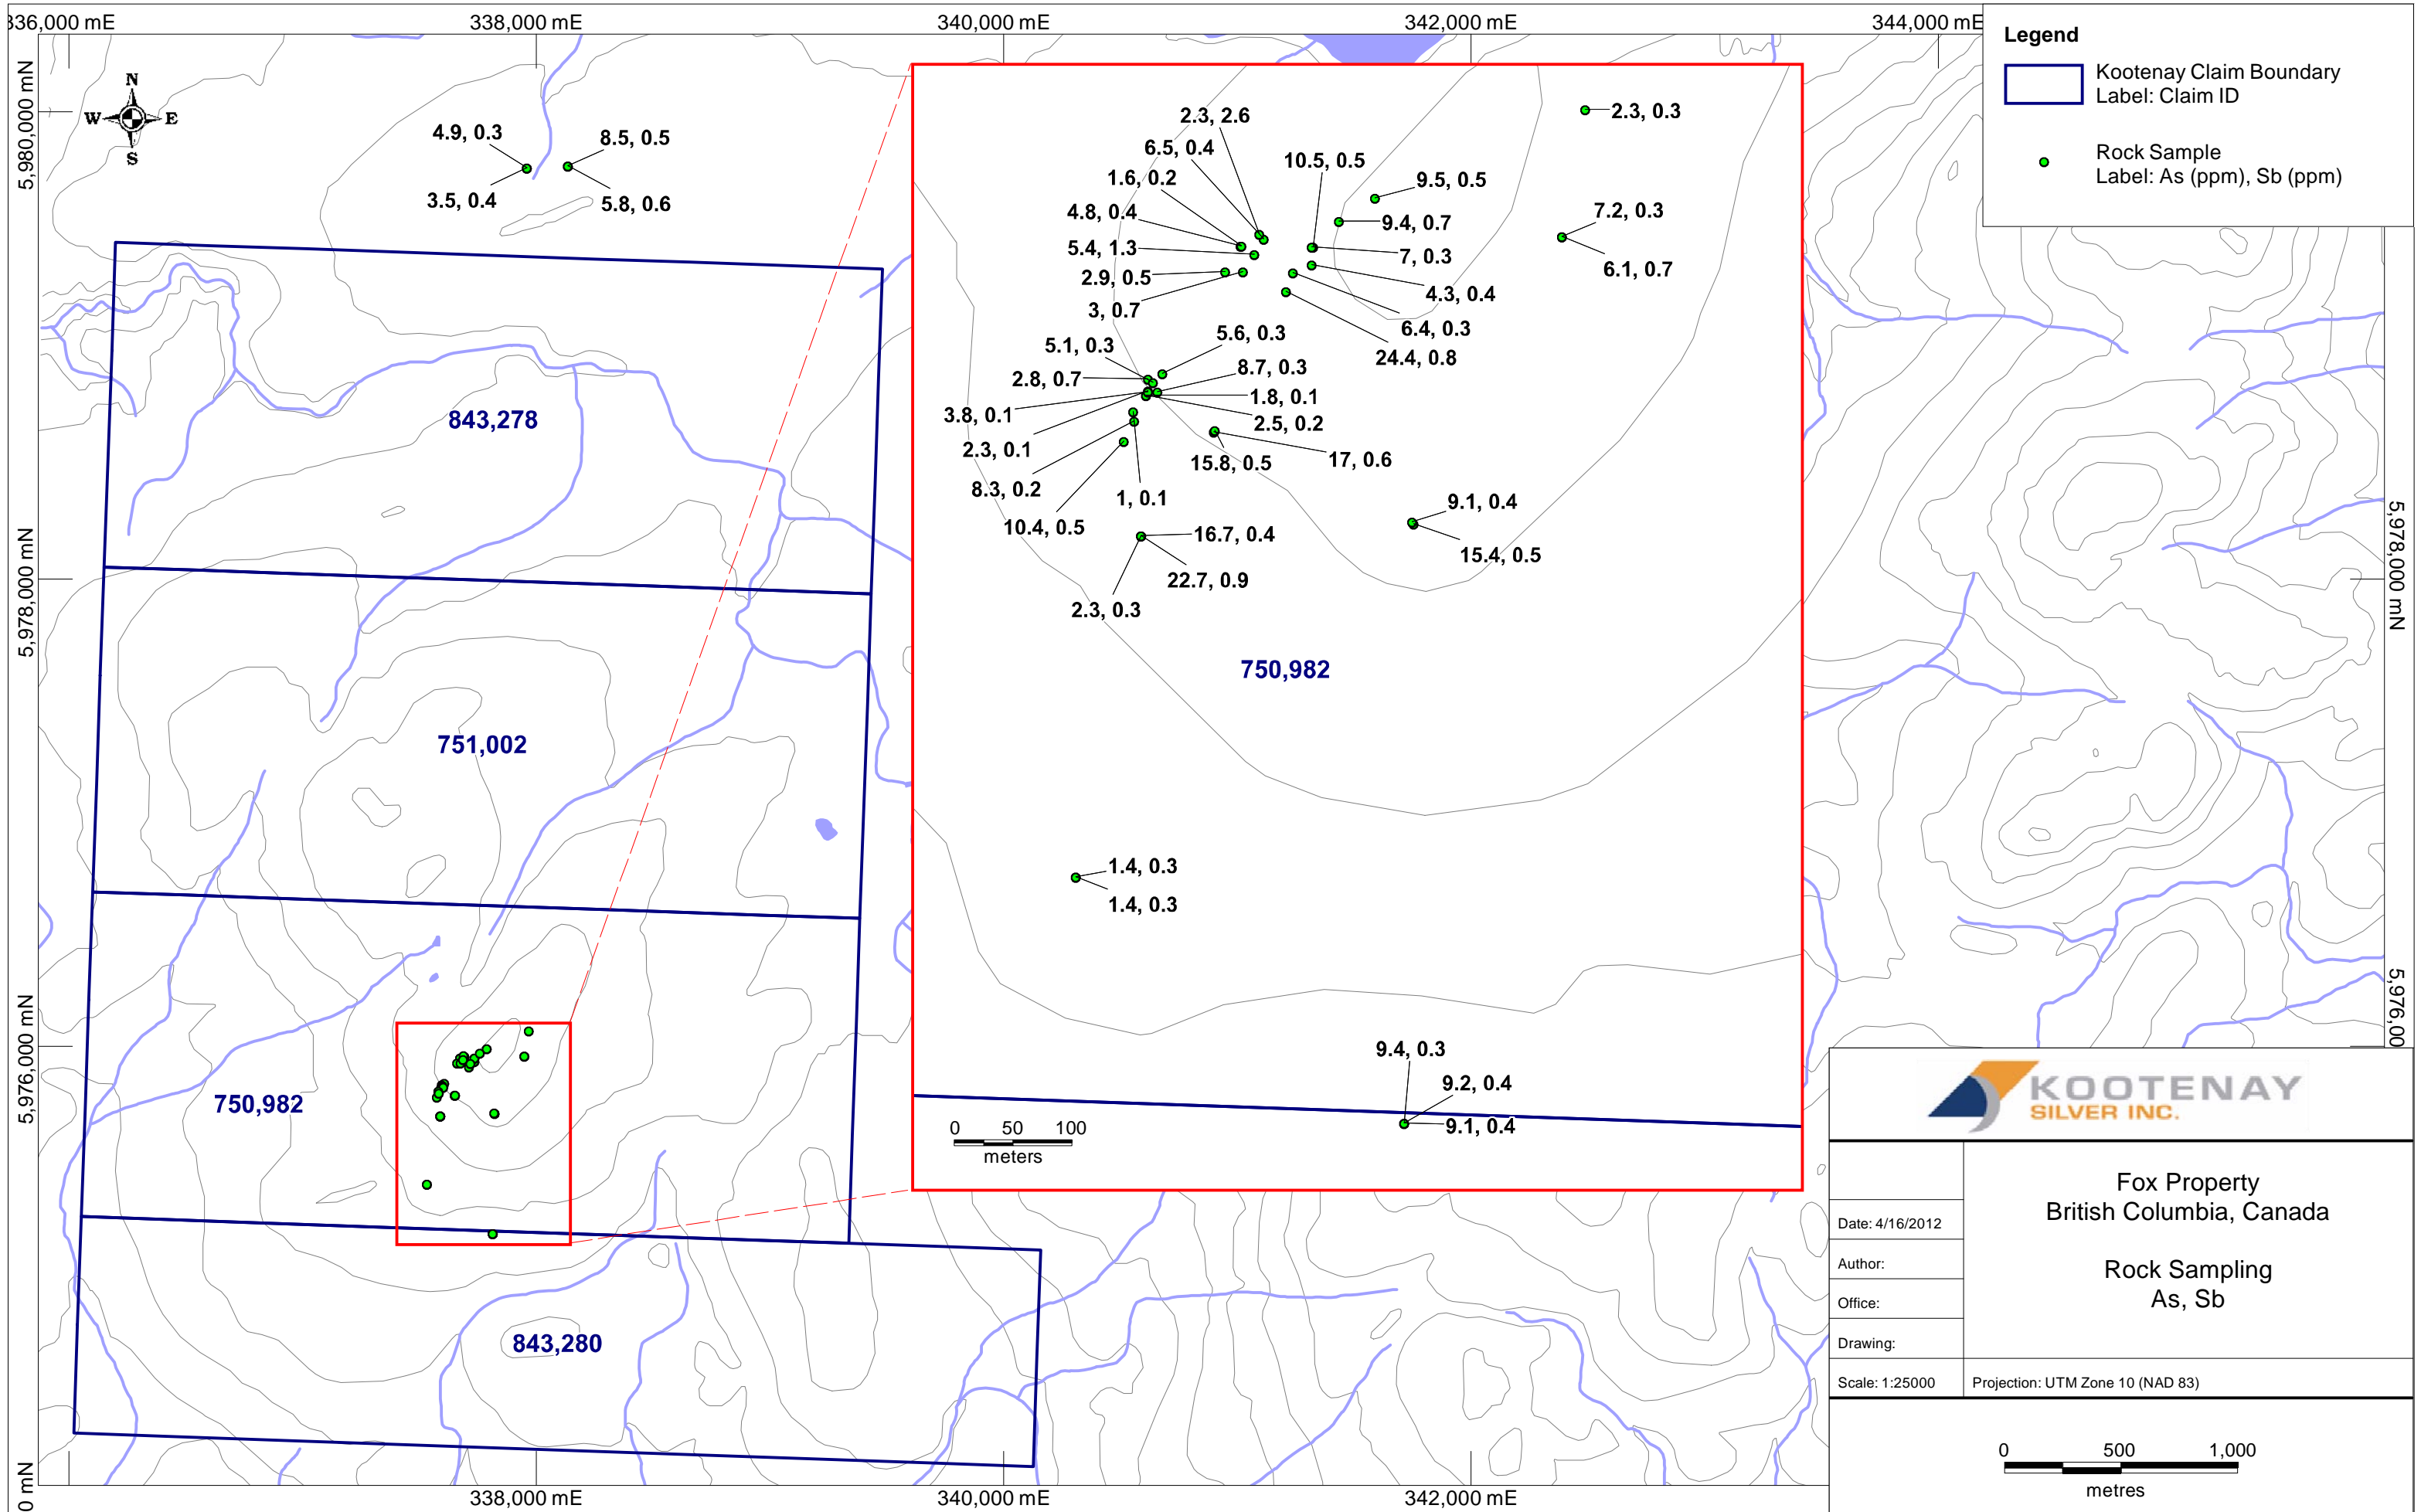 336,000 mE
338,000 mE
340,000 mE
342,000 mE
344,000 mE
5,980,000 mN
5,978,000 mN
5,976,000 mN
0 mN
5,978,000 mN
5,976,00
338,000 mE
340,000 mE
342,000 mE
N
W
E
S
4.9, 0.3
8.5, 0.5
3.5, 0.4
5.8, 0.6
843,278
751,002
750,982
843,280
2.3, 0.3
2.3, 2.6
6.5, 0.4
10.5, 0.5
1.6, 0.2
9.5, 0.5
4.8, 0.4
9.4, 0.7
7.2, 0.3
5.4, 1.3
7, 0.3
6.1, 0.7
2.9, 0.5
4.3, 0.4
3, 0.7
6.4, 0.3
5.6, 0.3
5.1, 0.3
24.4, 0.8
8.7, 0.3
2.8, 0.7
1.8, 0.1
3.8, 0.1
2.5, 0.2
2.3, 0.1
17, 0.6
15.8, 0.5
8.3, 0.2
1, 0.1
9.1, 0.4
10.4, 0.5
16.7, 0.4
15.4, 0.5
22.7, 0.9
2.3, 0.3
750,982
1.4, 0.3
1.4, 0.3
9.4, 0.3
9.2, 0.4
9.1, 0.4
0 50 100
meters
Legend
Kootenay Claim Boundary
Label: Claim ID
Rock Sample
Label: As (ppm), Sb (ppm)
KOOTENAY
SILVER INC.
Fox Property
British Columbia, Canada
Rock Sampling
As, Sb
Date: 4/16/2012
Author:
Office:
Drawing:
Scale: 1:25000
Projection: UTM Zone 10 (NAD 83)
0 500 1,000
metres